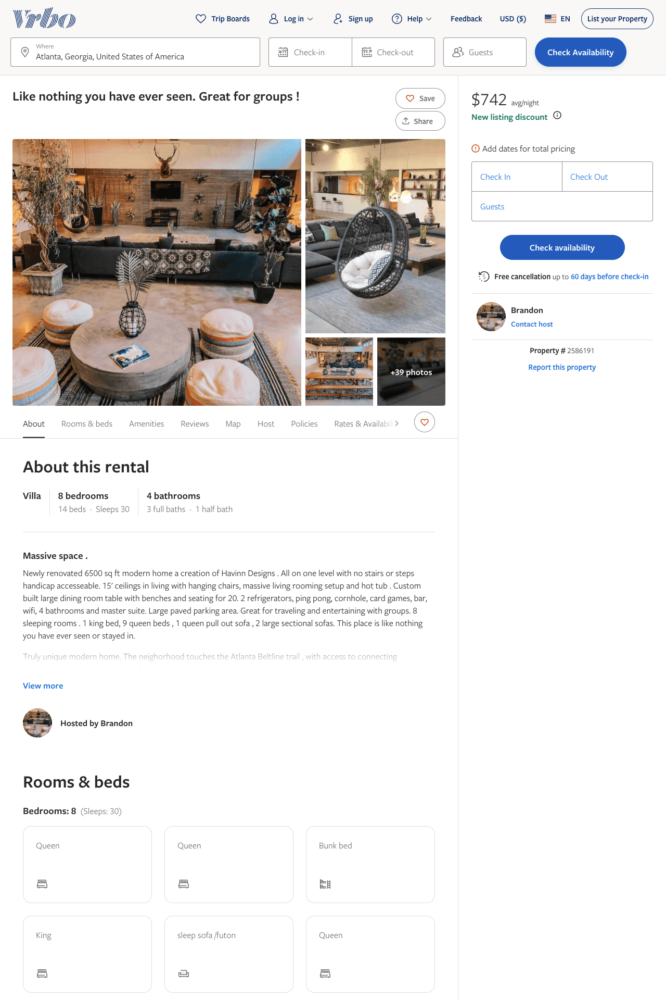 Vrbo
Trip Boards
Log in
Sign up
Help
Feedback
USD ($)
EN
List your Property
Where
Atlanta, Georgia, United States of America
Check-in
Check-out
Guests
Check Availability
Like nothing you have ever seen. Great for groups !
Save
Share
+39 photos
$742 avg/night
New listing discount
Add dates for total pricing
Check In
Check Out
Guests
Check availability
Free cancellation up to 60 days before check-in
Brandon
Contact host
Property # 2586191
Report this property
About
Rooms & beds
Amenities
Reviews
Map
Host
Policies
Rates & Availabili
About this rental
Villa
8 bedrooms
14 beds · Sleeps 30
4 bathrooms
3 full baths · 1 half bath
Massive space .
Newly renovated 6500 sq ft modern home a creation of Havinn Designs . All on one level with no stairs or steps
handicap accesseable. 15′ ceilings in living with hanging chairs, massive living rooming setup and hot tub . Custom
built large dining room table with benches and seating for 20. 2 refrigerators, ping pong, cornhole, card games, bar,
wifi, 4 bathrooms and master suite. Large paved parking area. Great for traveling and entertaining with groups. 8
sleeping rooms . 1 king bed, 9 queen beds , 1 queen pull out sofa , 2 large sectional sofas. This place is like nothing
you have ever seen or stayed in.
Truly unique modern home. The neighorhood touches the Atlanta Beltline trail , with access to connecting
View more
Hosted by Brandon
Rooms & beds
Bedrooms: 8 (Sleeps: 30)
Queen
Queen
Bunk bed
King
sleep sofa /futon
Queen